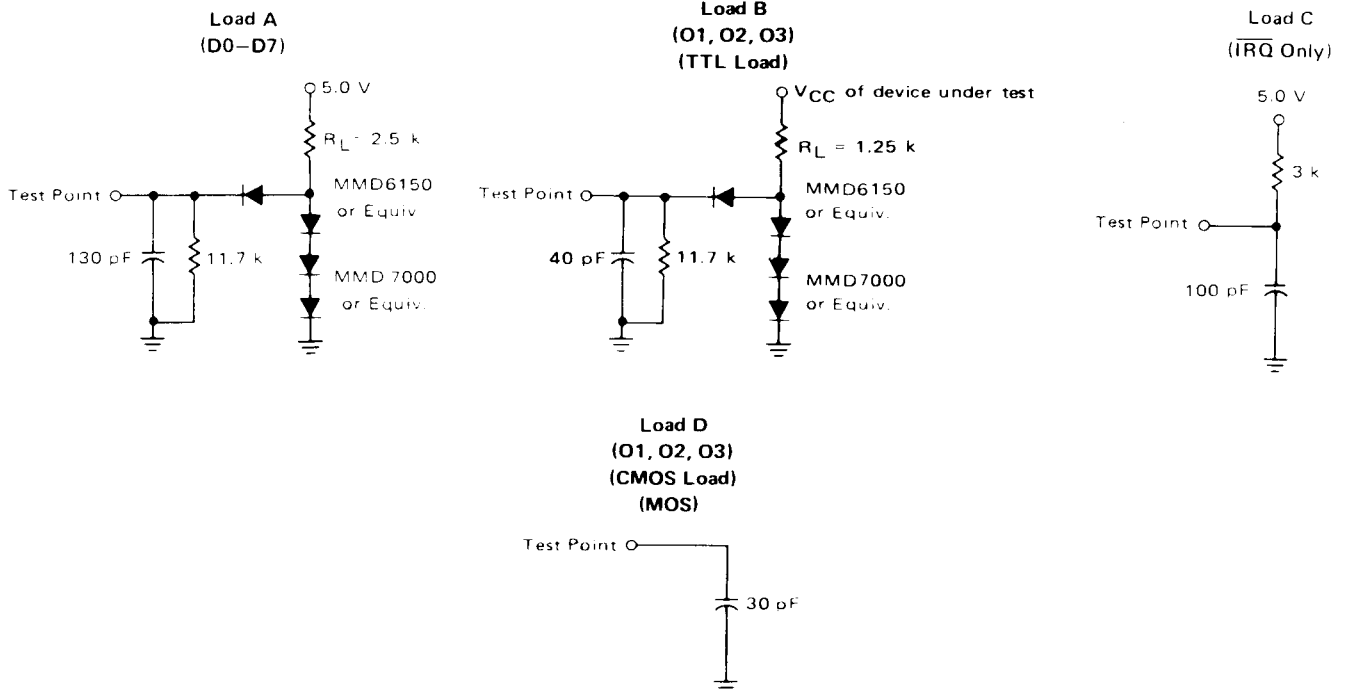 Load A
(D0–D7)
5.0 V
R_L = 2.5 k
Test Point
MMD6150
or Equiv
130 pF
11.7 k
MMD7000
or Equiv.
Load B
(O1, O2, O3)
(TTL Load)
V_CC of device under test
R_L = 1.25 k
Test Point
MMD6150
or Equiv.
40 pF
11.7 k
MMD7000
or Equiv.
Load C
(I̅R̅Q̅ Only)
5.0 V
3 k
Test Point
100 pF
Load D
(O1, O2, O3)
(CMOS Load)
(MOS)
Test Point
30 pF